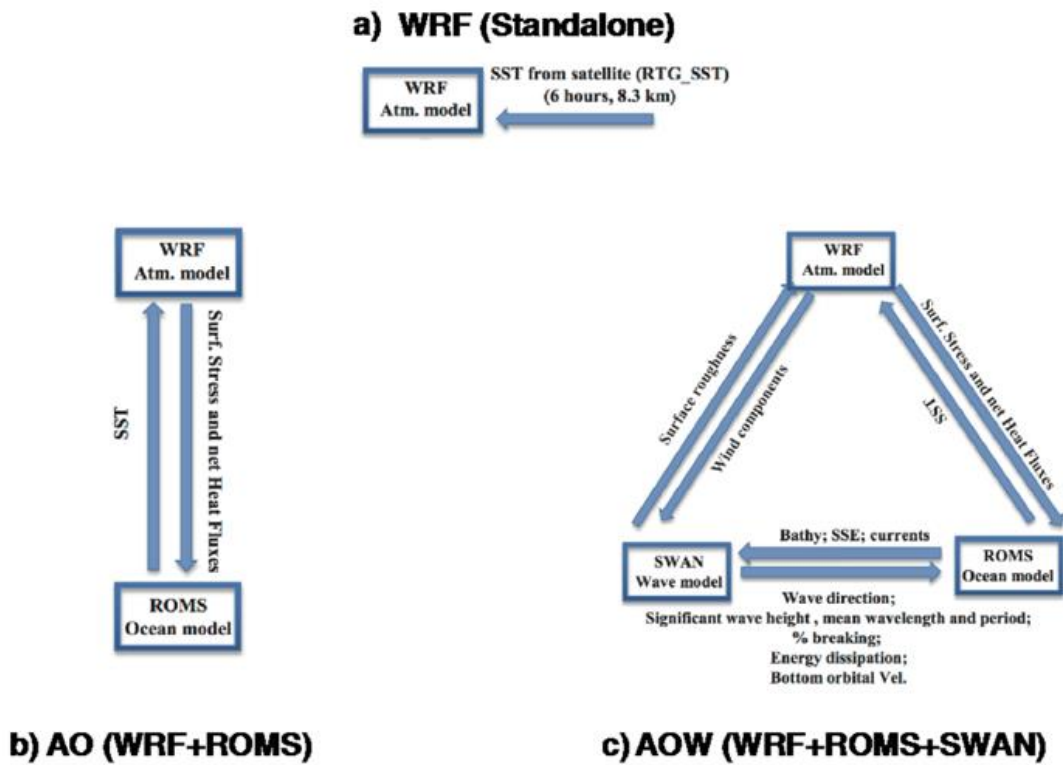 a) WRF (Standalone)
WRF
Atm. model
SST from satellite (RTG_SST)
(6 hours, 8.3 km)
WRF
Atm. model
SST
Surf. Stress and net Heat Fluxes
ROMS
Ocean model
WRF
Atm. model
Surface roughness
Wind components
Surf. Stress and net Heat Fluxes
SST
SWAN
Wave model
Bathy; SSE; currents
ROMS
Ocean model
Wave direction;
Significant wave height , mean wavelength and period;
% breaking;
Energy dissipation;
Bottom orbital Vel.
b) AO (WRF+ROMS)
c) AOW (WRF+ROMS+SWAN)